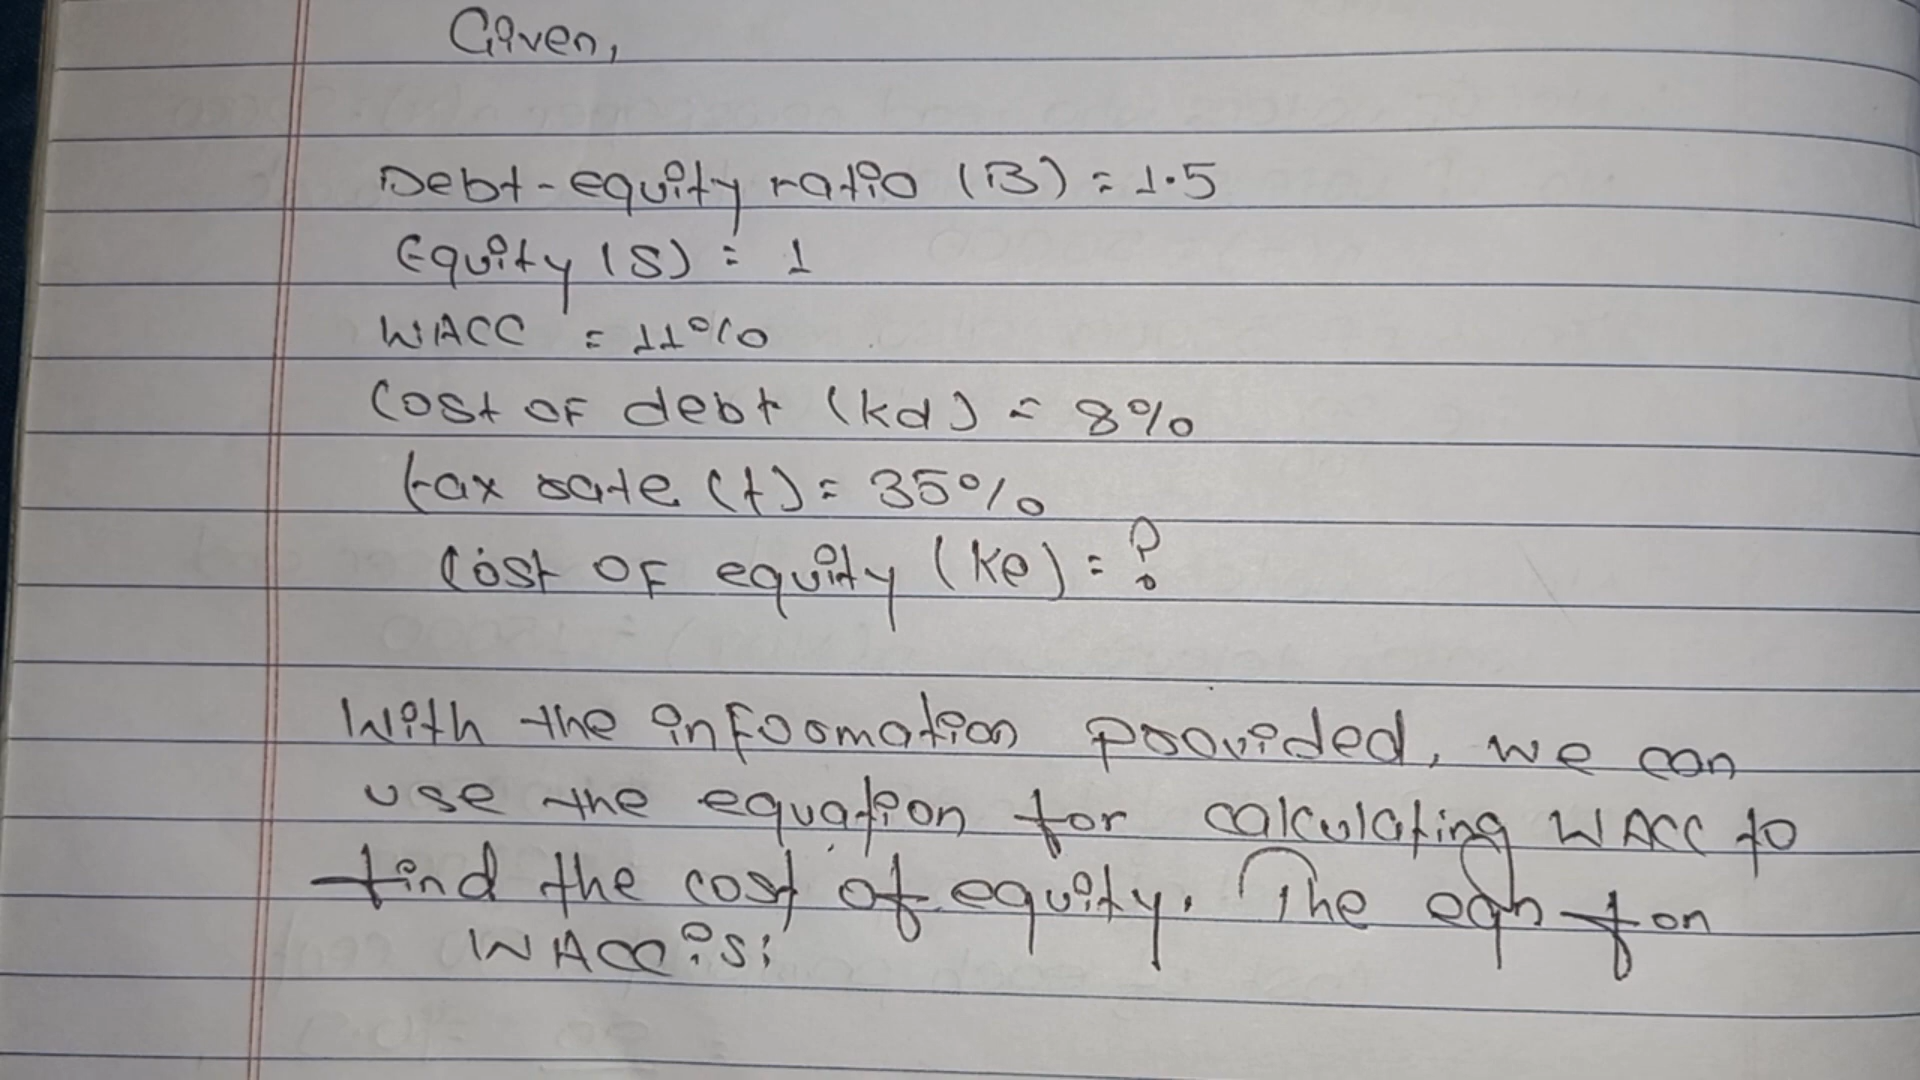 Given,
Debt-equity ratio (B) = 1.5
Equity (S) = 1
WACC = 11%
Cost of debt (kd) = 8%
tax rate (t) = 35%
Cost of equity (ke) = ?
With the information provided, we can
use the equation for calculating WACC to
find the cost of equity. The eqn for
WACC is: